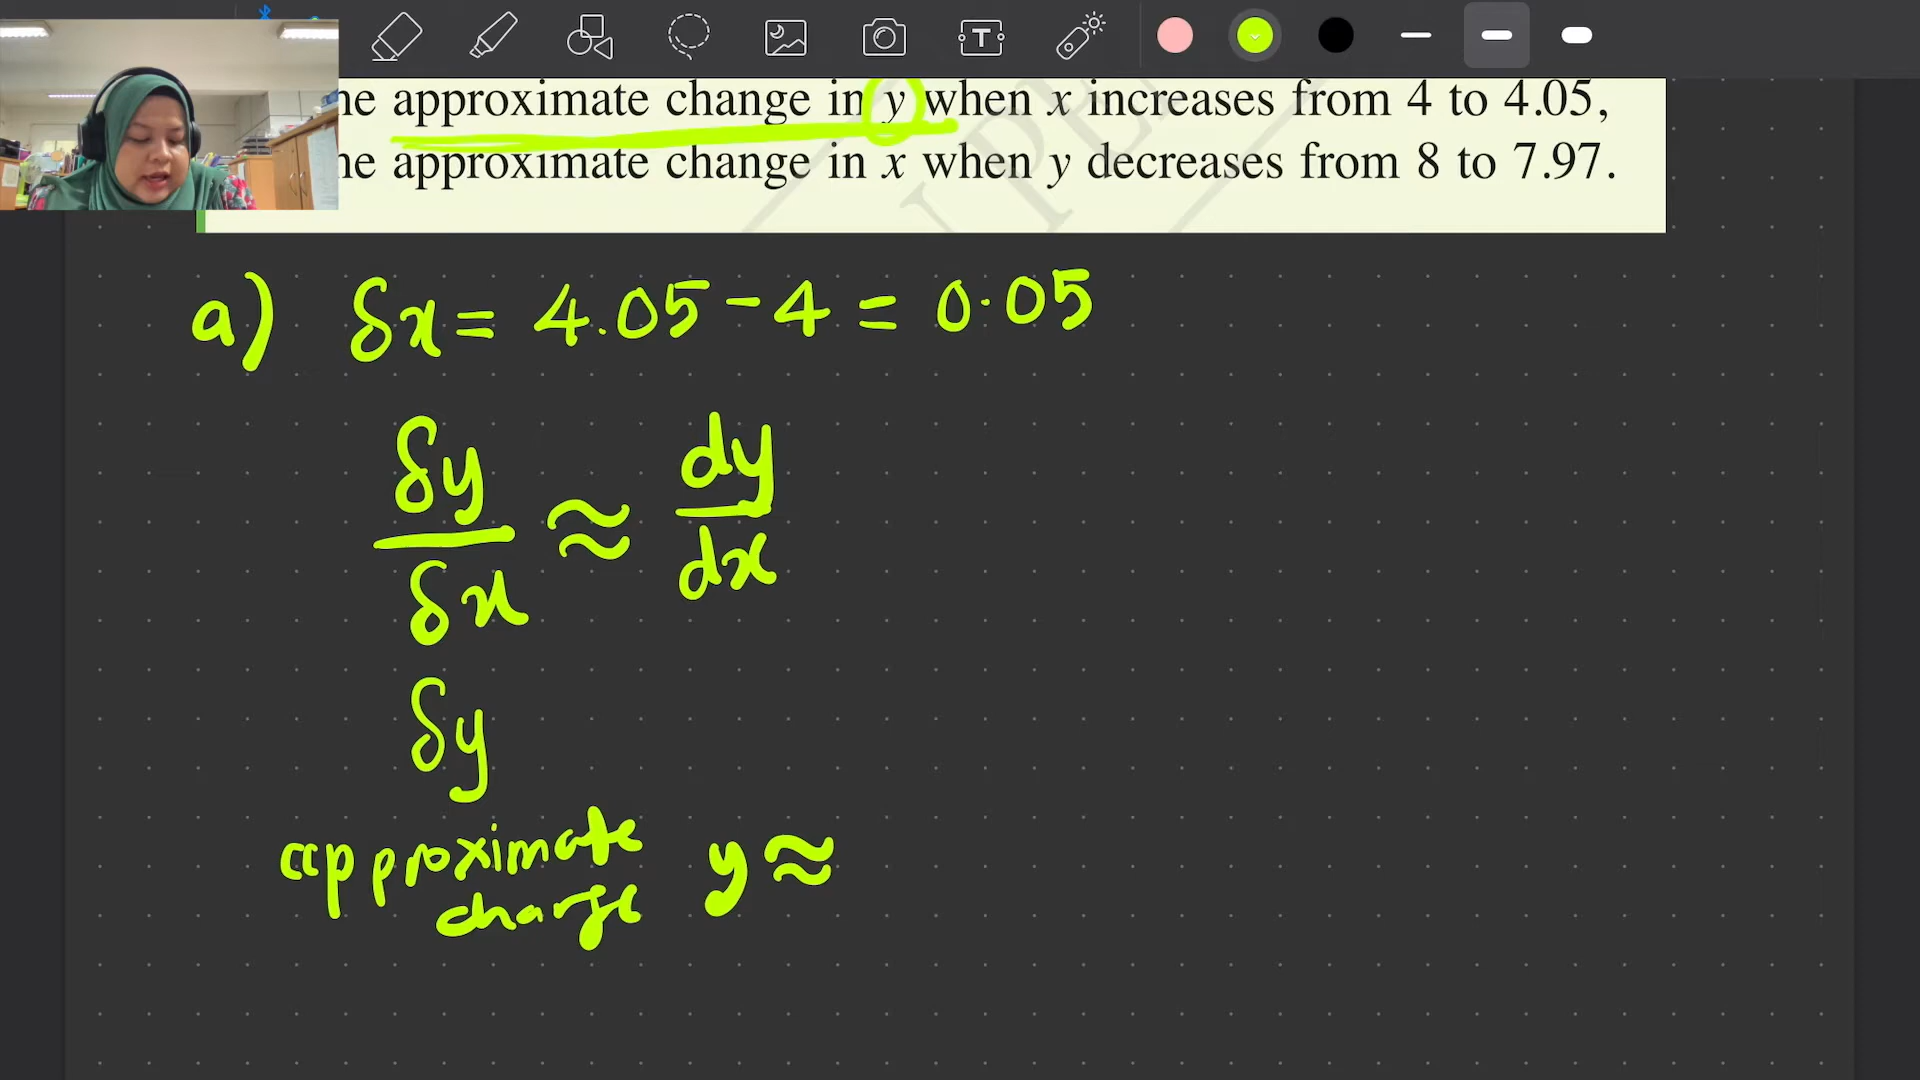 he approximate change in y when x increases from 4 to 4.05,
he approximate change in x when y decreases from 8 to 7.97.
a) δx = 4.05 - 4 = 0.05
δy/δx ≈ dy/dx
δy
approximate
change y ≈
T